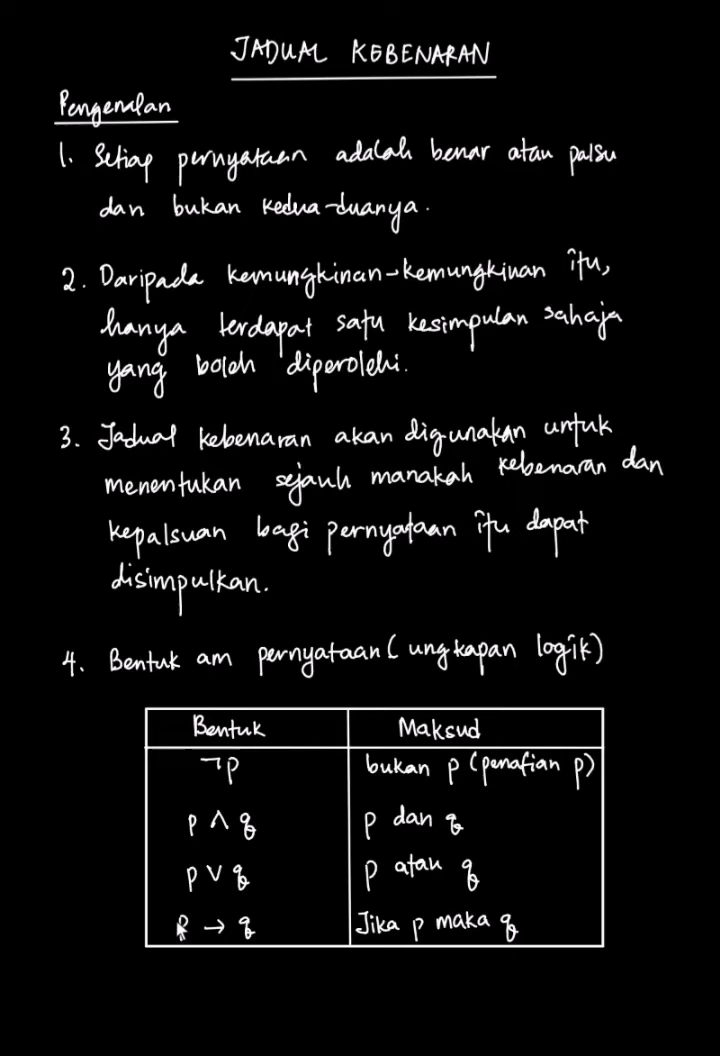 JADUAL KEBENARAN
Pengenalan
1. Setiap pernyataan adalah benar atau palsu
dan bukan kedua-duanya.
2. Daripada kemungkinan-kemungkinan itu,
hanya terdapat satu kesimpulan sahaja
yang boleh diperolehi.
3. Jadual kebenaran akan digunakan untuk
menentukan sejauh manakah kebenaran dan
kepalsuan bagi pernyataan itu dapat
disimpulkan.
4. Bentuk am pernyataan (ungkapan logik)
Bentuk Maksud
¬p bukan p (penafian p)
p ∧ q p dan q
p ∨ q p atau q
p → q Jika p maka q